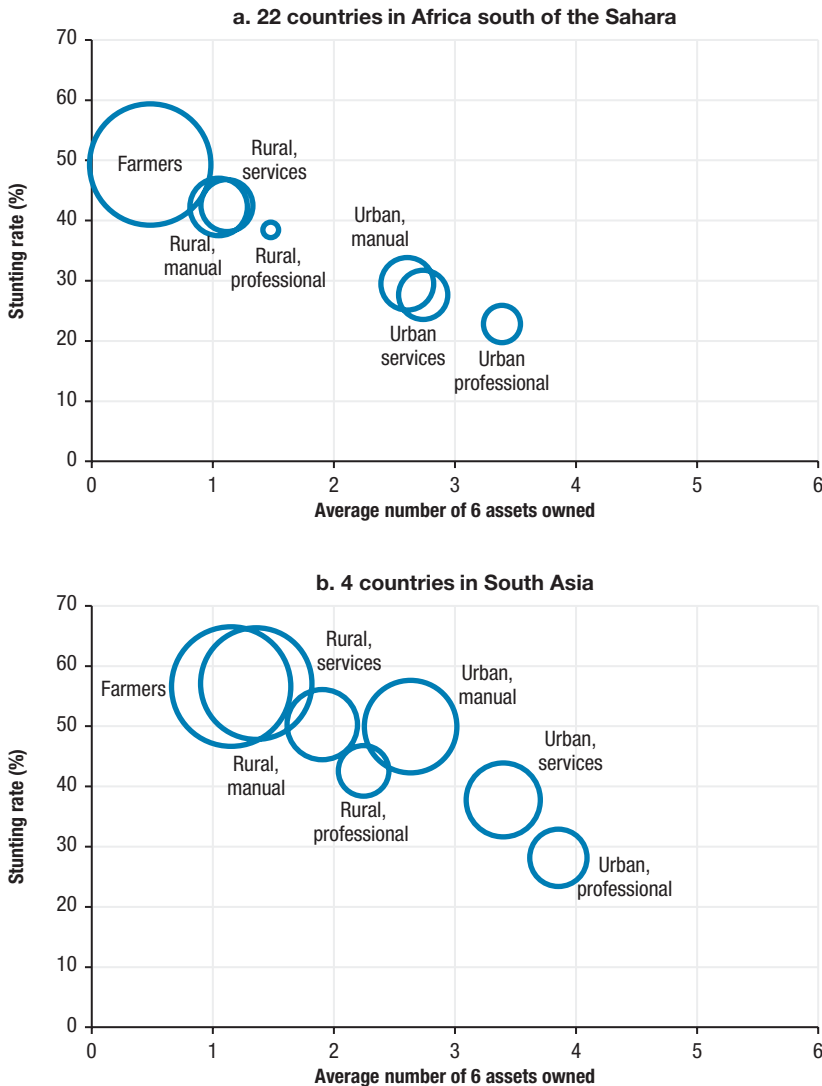 a. 22 countries in Africa south of the Sahara
70
60
50
40
30
20
10
0
Stunting rate (%)
Farmers
Rural,
services
Rural,
manual
Rural,
professional
Urban,
manual
Urban
services
Urban
professional
0 1 2 3 4 5 6
Average number of 6 assets owned
b. 4 countries in South Asia
70
60
50
40
30
20
10
0
Stunting rate (%)
Farmers
Rural,
services
Rural,
manual
Rural,
professional
Urban,
manual
Urban,
services
Urban,
professional
0 1 2 3 4 5 6
Average number of 6 assets owned